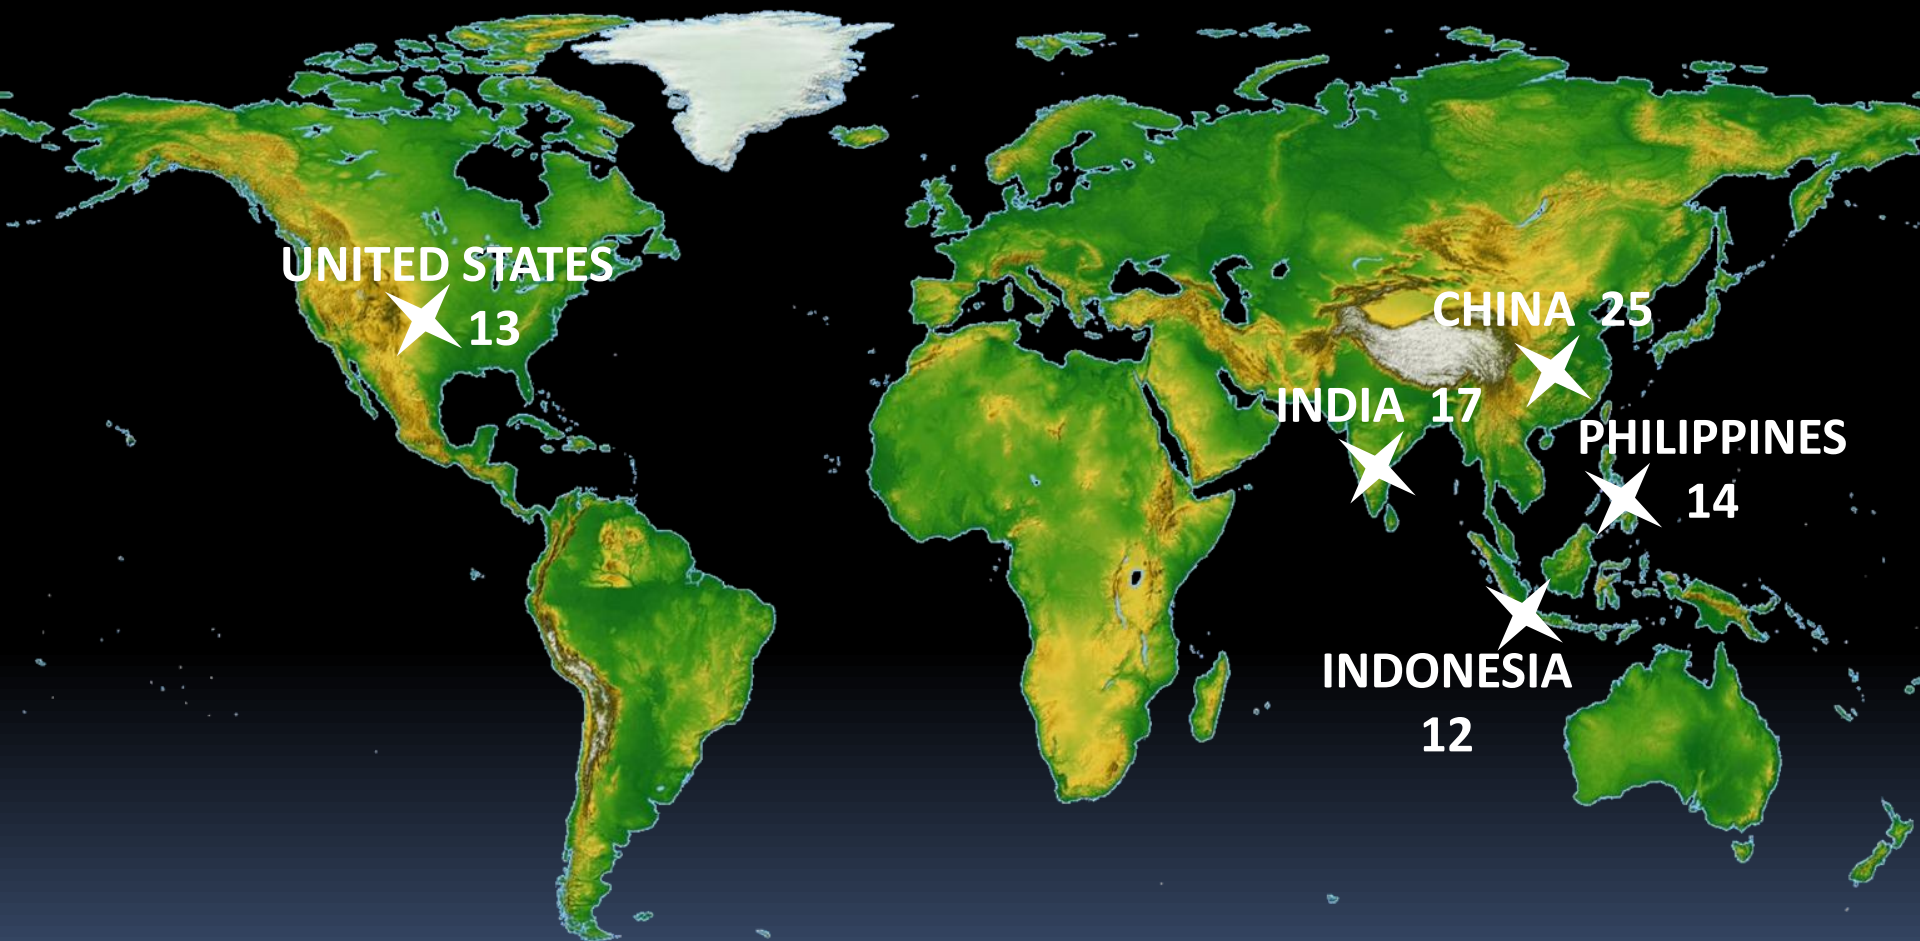 UNITED STATES
13
CHINA 25
INDIA 17
PHILIPPINES
14
INDONESIA
12